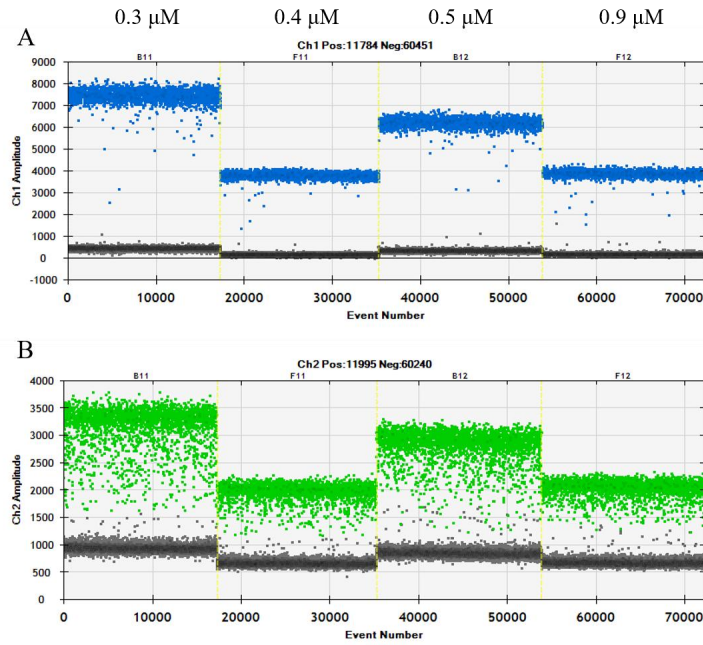 0.3 μM 0.4 μM 0.5 μM 0.9 μM
A
Ch1 Pos:11784 Neg:60451
B11 F11 B12 F12
9000
8000
7000
6000
5000
4000
3000
2000
1000
0
-1000
Ch1 Amplitude
0 10000 20000 30000 40000 50000 60000 70000
Event Number
B
Ch2 Pos:11995 Neg:60240
B11 F11 B12 F12
4000
3500
3000
2500
2000
1500
1000
500
0
Ch2 Amplitude
0 10000 20000 30000 40000 50000 60000 70000
Event Number